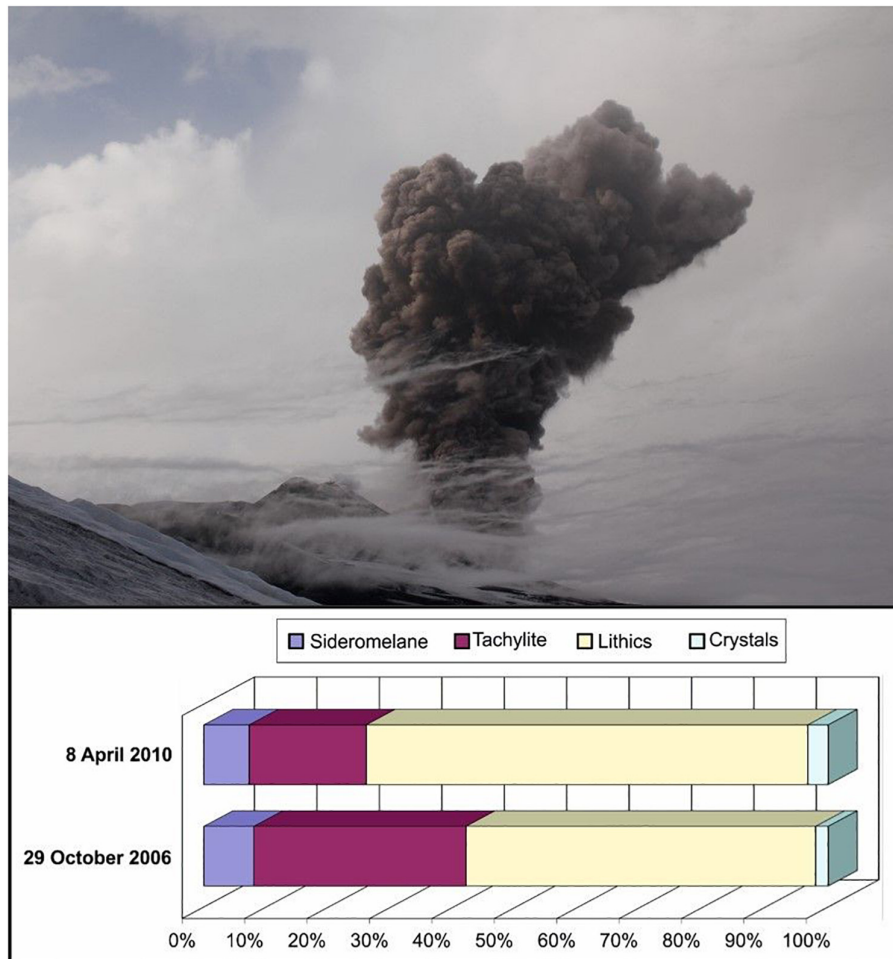 Sideromelane Tachylite Lithics Crystals
8 April 2010
29 October 2006
0% 10% 20% 30% 40% 50% 60% 70% 80% 90% 100%